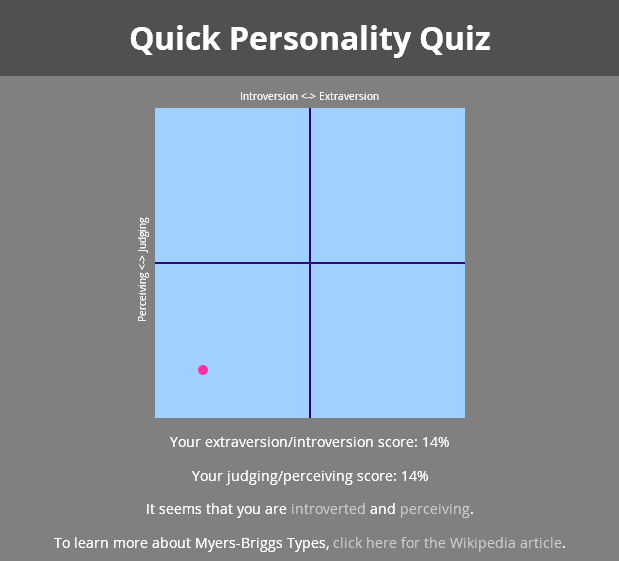 Quick Personality Quiz
Introversion <-> Extraversion
Perceiving <-> Judging
Your extraversion/introversion score: 14%
Your judging/perceiving score: 14%
It seems that you are introverted and perceiving.
To learn more about Myers-Briggs Types, click here for the Wikipedia article.